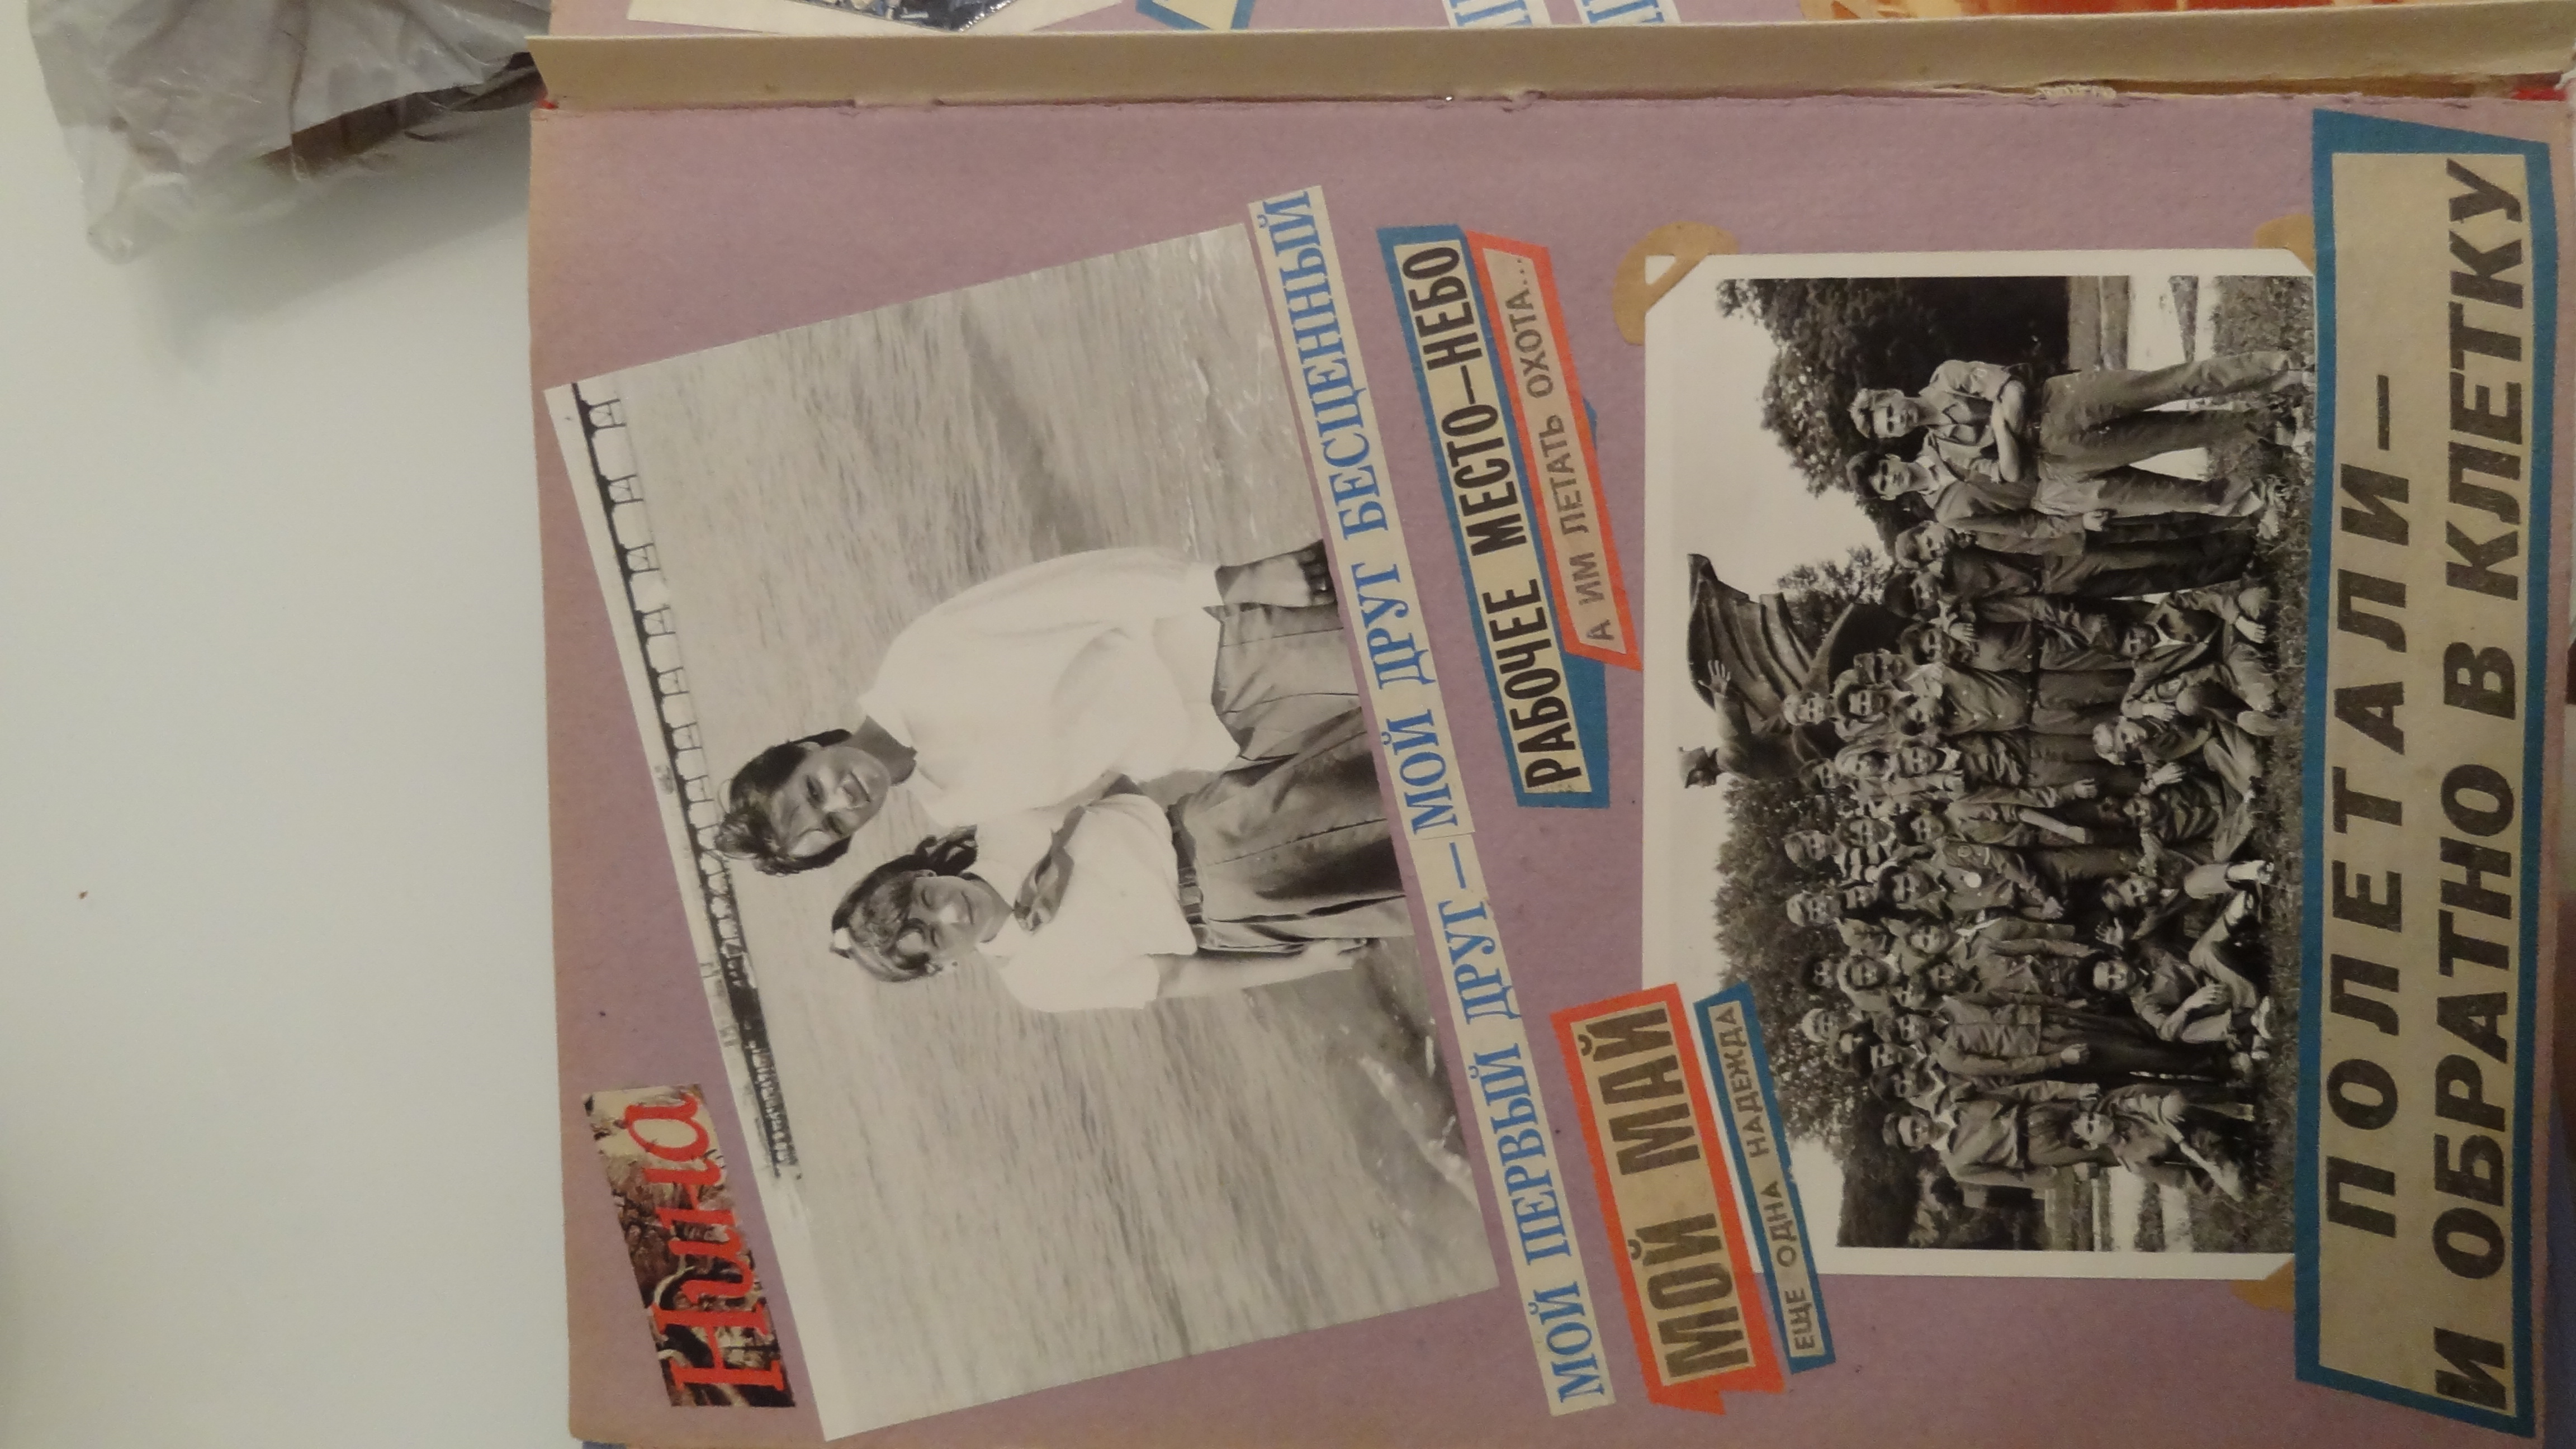 Нина
МОЙ ПЕРВЫЙ ДРУГ — МОЙ ДРУГ БЕСЦЕННЫЙ
РАБОЧЕЕ МЕСТО—НЕБО
А ИМ ЛЕТАТЬ ОХОТА...
МОЙ МАЙ
ЕЩЕ ОДНА НАДЕЖДА
ПОЛЕТАЛИ—
И ОБРАТНО В КЛЕТКУ